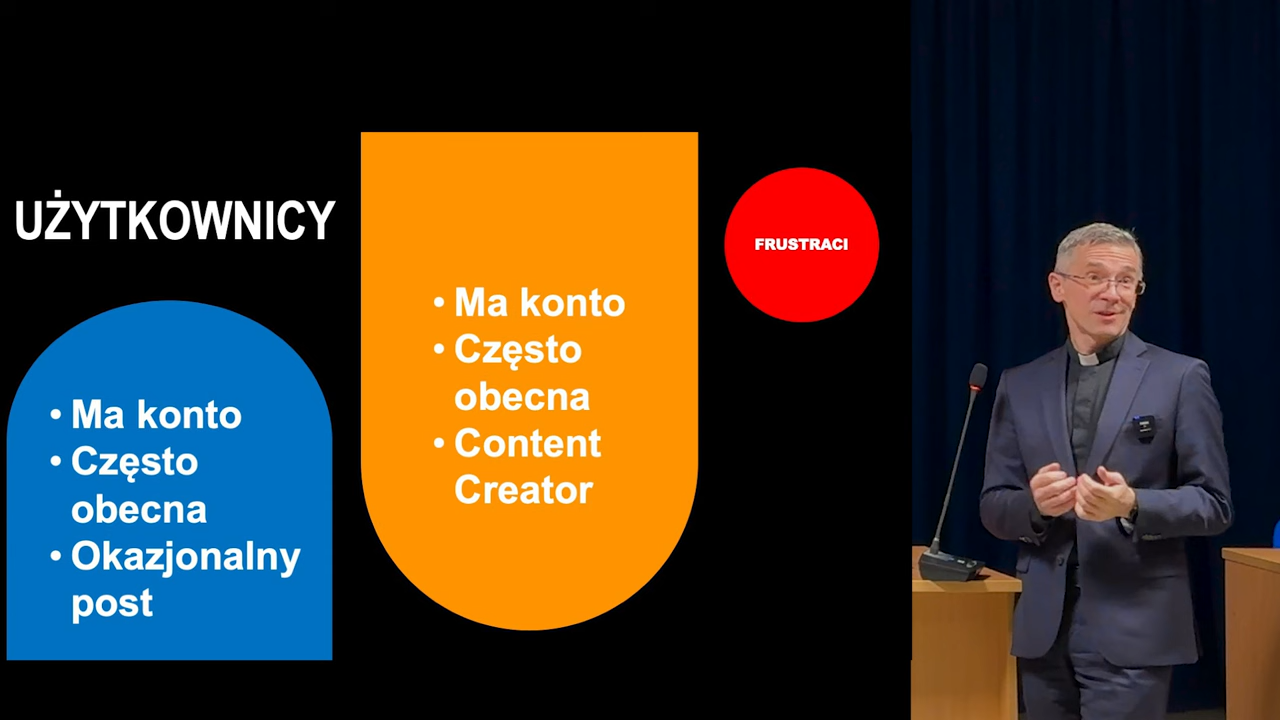 UŻYTKOWNICY
• Ma konto
• Często
obecna
• Okazjonalny
post
• Ma konto
• Często
obecna
• Content
Creator
FRUSTRACI